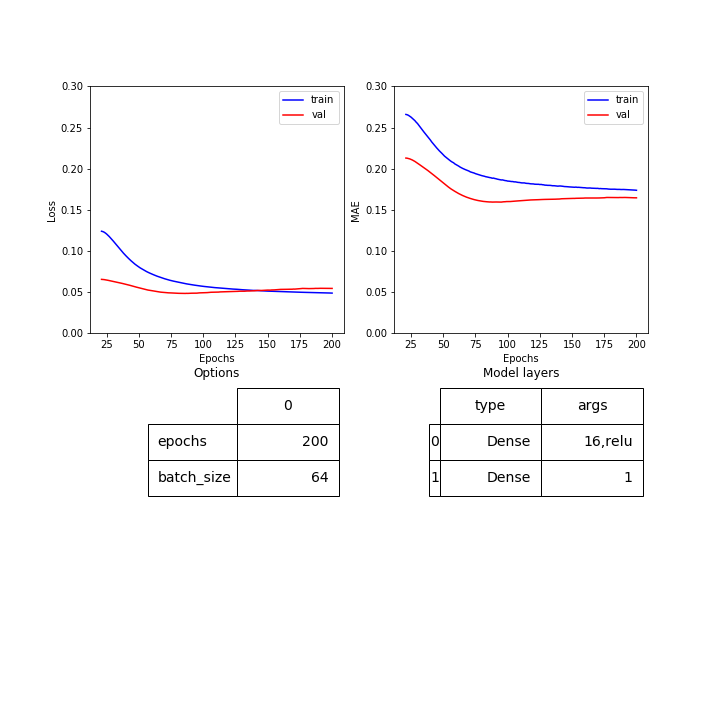 0.30
0.25
0.20
0.15
0.10
0.05
0.00
Loss
train
val
25 50 75 100 125 150 175 200
Epochs
0.30
0.25
0.20
0.15
0.10
0.05
0.00
MAE
train
val
25 50 75 100 125 150 175 200
Epochs
Options
0
epochs 200
batch_size 64
Model layers
type args
0 Dense 16,relu
1 Dense 1